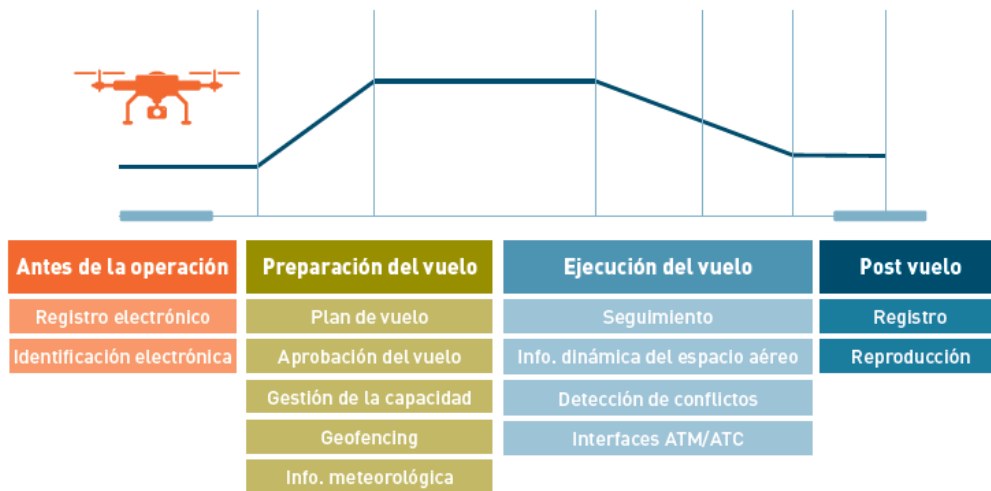 Antes de la operación
Registro electrónico
Identificación electrónica
Preparación del vuelo
Plan de vuelo
Aprobación del vuelo
Gestión de la capacidad
Geofencing
Info. meteorológica
Ejecución del vuelo
Seguimiento
Info. dinámica del espacio aéreo
Detección de conflictos
Interfaces ATM/ATC
Post vuelo
Registro
Reproducción